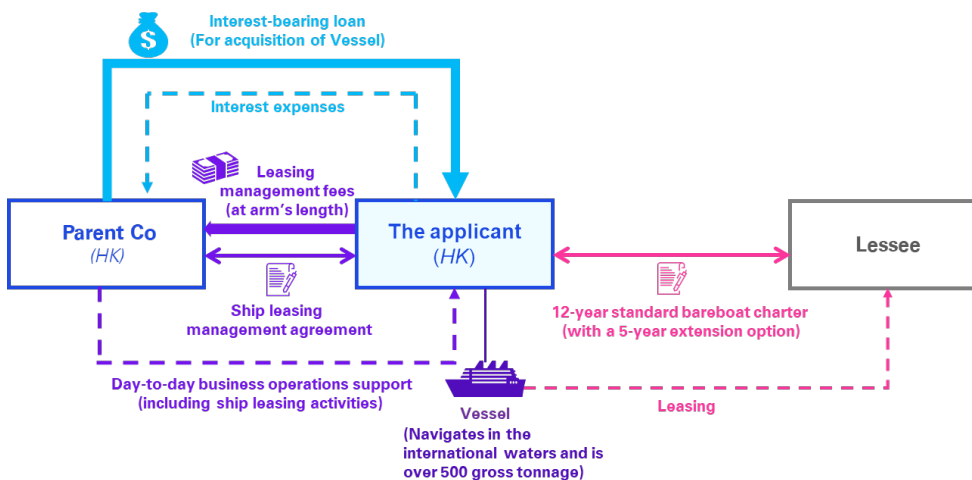 Interest-bearing loan
(For acquisition of Vessel)
Interest expenses
Leasing
management fees
(at arm's length)
Parent Co
(HK)
The applicant
(HK)
Lessee
Ship leasing
management agreement
12-year standard bareboat charter
(with a 5-year extension option)
Day-to-day business operations support
(including ship leasing activities)
Leasing
Vessel
(Navigates in the
international waters and is
over 500 gross tonnage)
$